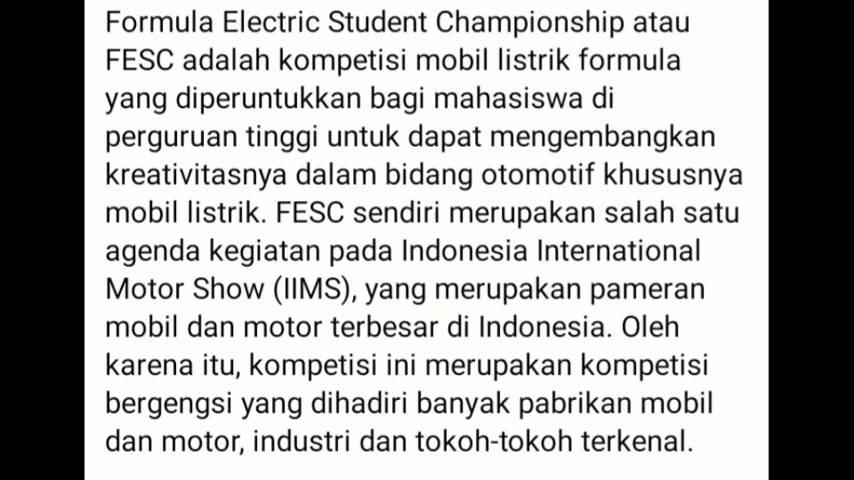 Formula Electric Student Championship atau
FESC adalah kompetisi mobil listrik formula
yang diperuntukkan bagi mahasiswa di
perguruan tinggi untuk dapat mengembangkan
kreativitasnya dalam bidang otomotif khususnya
mobil listrik. FESC sendiri merupakan salah satu
agenda kegiatan pada Indonesia International
Motor Show (IIMS), yang merupakan pameran
mobil dan motor terbesar di Indonesia. Oleh
karena itu, kompetisi ini merupakan kompetisi
bergengsi yang dihadiri banyak pabrikan mobil
dan motor, industri dan tokoh-tokoh terkenal.